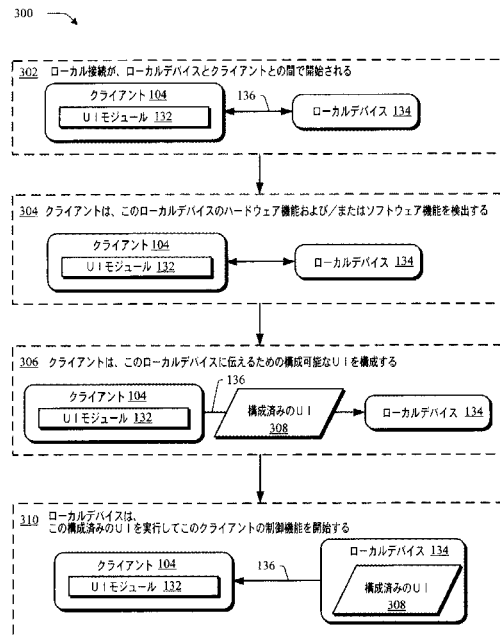 300
302 ローカル接続が、ローカルデバイスとクライアントとの間で開始される
クライアント 104
UIモジュール 132
136
ローカルデバイス 134
304 クライアントは、このローカルデバイスのハードウェア機能および/またはソフトウェア機能を検出する
クライアント 104
UIモジュール 132
ローカルデバイス 134
306 クライアントは、このローカルデバイスに伝えるための構成可能なUIを構成する
クライアント 104
UIモジュール 132
136
構成済みのUI
308
ローカルデバイス 134
310 ローカルデバイスは、
この構成済みのUIを実行してこのクライアントの制御機能を開始する
クライアント 104
UIモジュール 132
136
ローカルデバイス 134
構成済みのUI
308